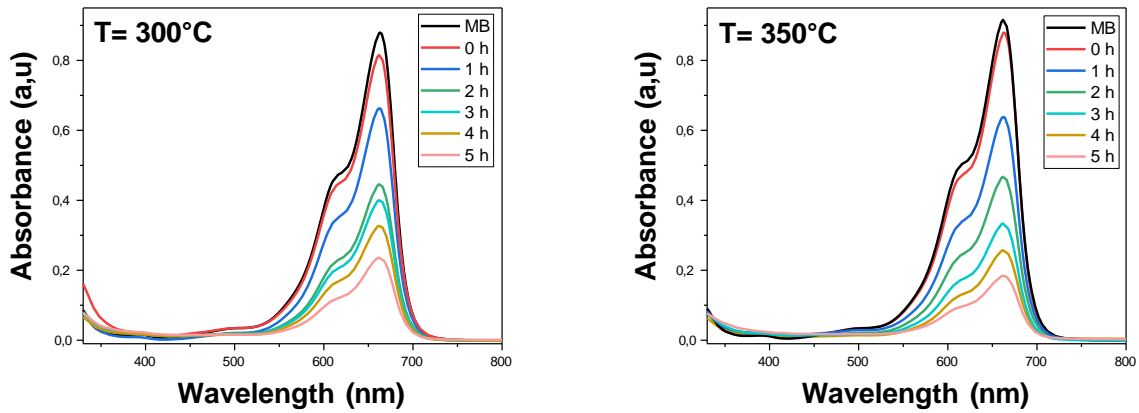 T= 300°C
MB
0 h
1 h
2 h
3 h
4 h
5 h
0,8
0,6
0,4
0,2
0,0
Absorbance (a,u)
400
500
600
700
800
Wavelength (nm)
T= 350°C
MB
0 h
1 h
2 h
3 h
4 h
5 h
0,8
0,6
0,4
0,2
0,0
Absorbance (a,u)
400
500
600
700
800
Wavelength (nm)